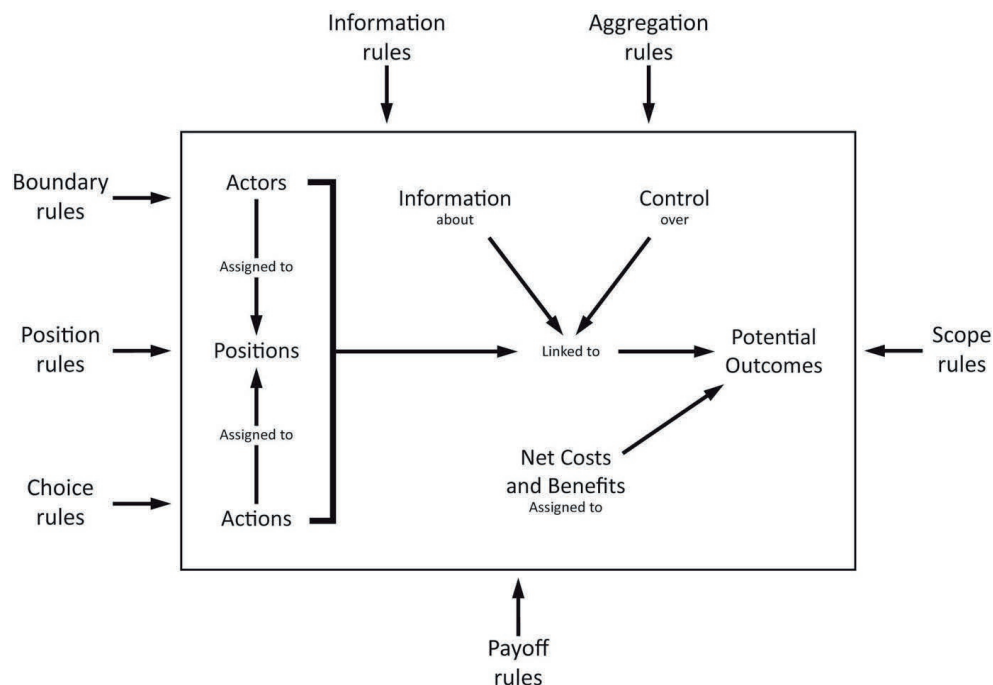 Information
rules
Aggregation
rules
Boundary
rules
Actors
Information
about
Control
over
Assigned to
Position
rules
Positions
Linked to
Potential
Outcomes
Scope
rules
Assigned to
Net Costs
and Benefits
Assigned to
Choice
rules
Actions
Payoff
rules